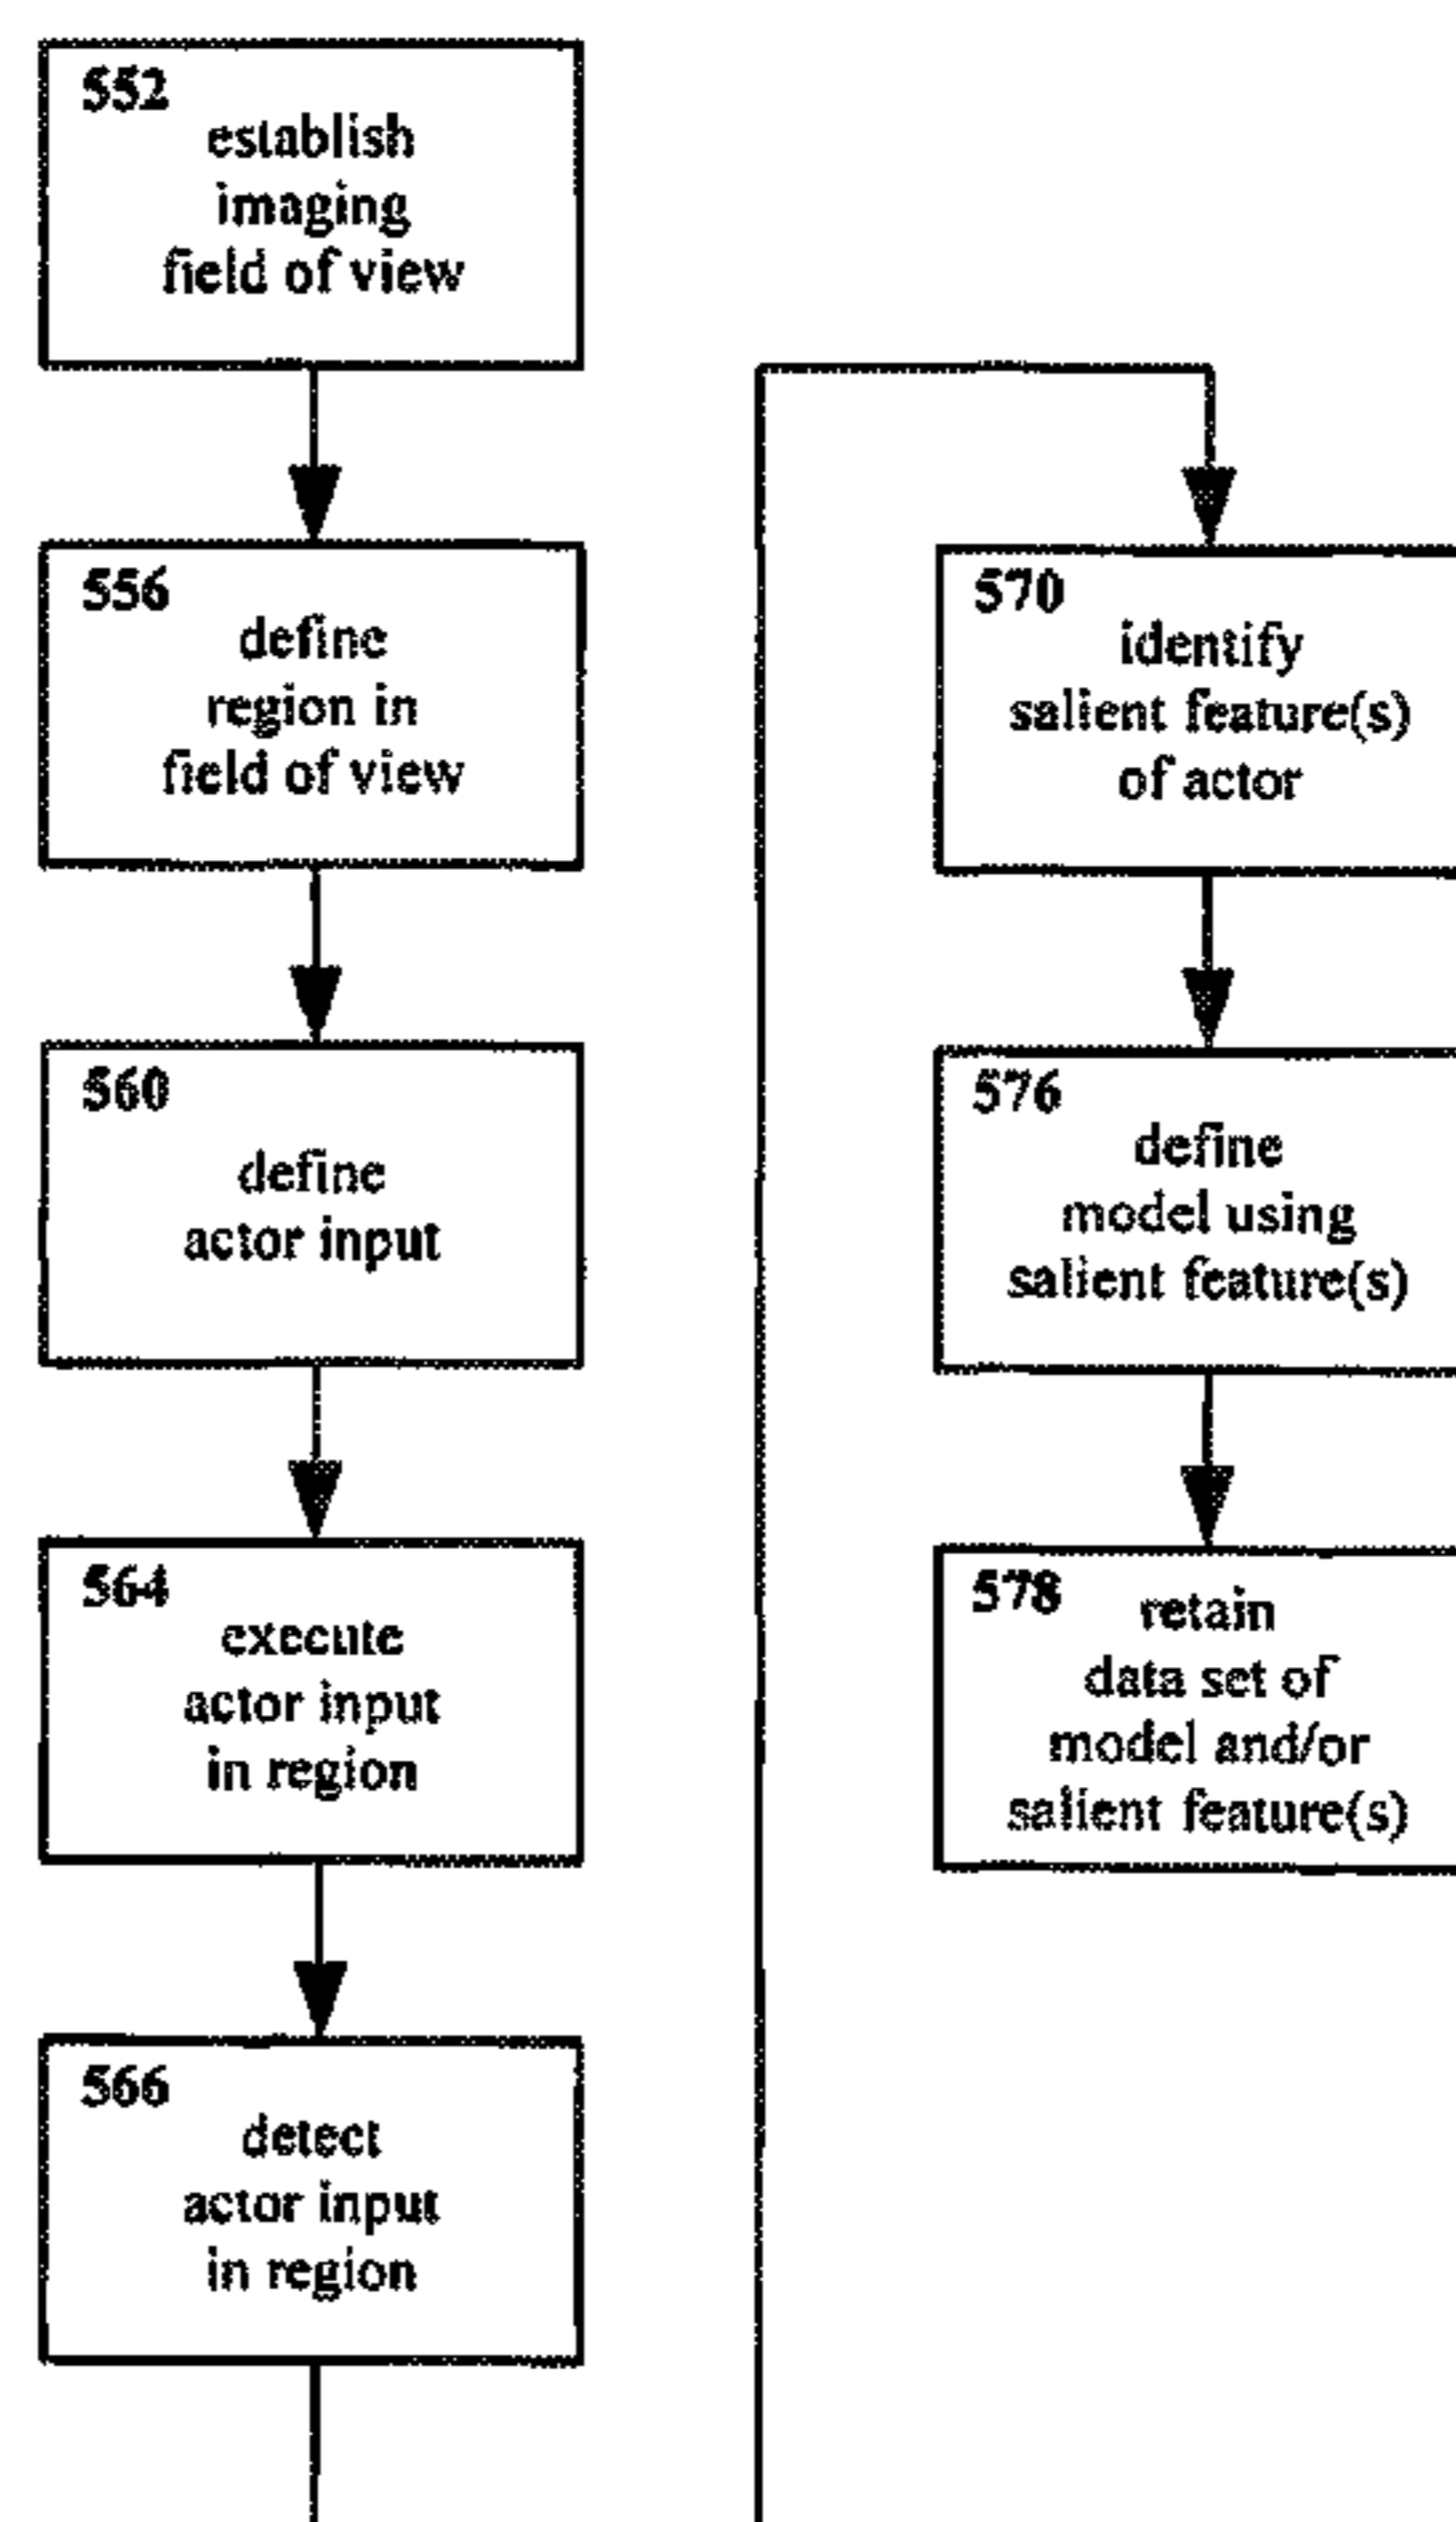 552
establish
imaging
field of view
556
define
region in
field of view
560
define
actor input
564
execute
actor input
in region
566
detect
actor input
in region
570
identify
salient feature(s)
of actor
576
define
model using
salient feature(s)
578
retain
data set of
model and/or
salient feature(s)